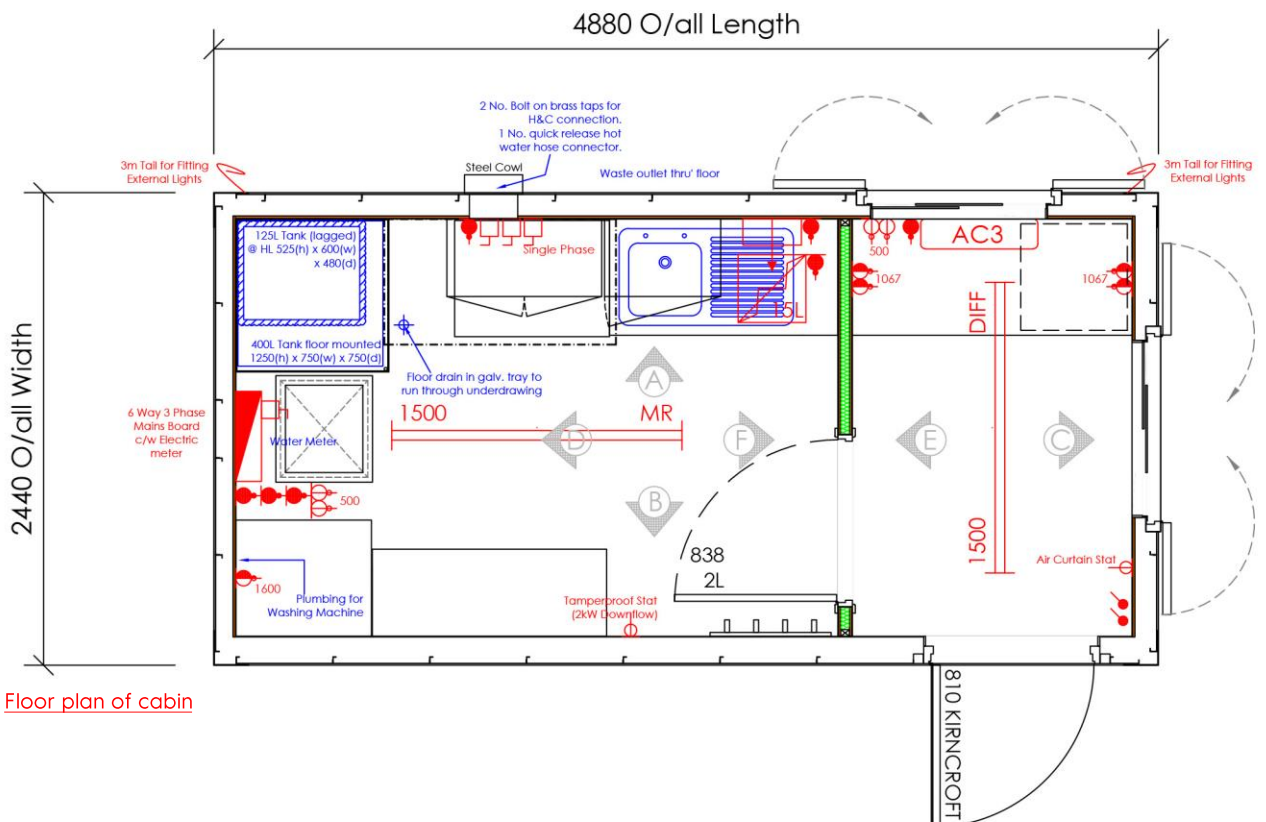 4880 O/all Length
2 No. Bolt on brass taps for
H&C connection.
1 No. quick release hot
water hose connector.
3m Tail for Fitting
External Lights
Steel Cowl
Waste outlet thru' floor
3m Tail for Fitting
External Lights
125L Tank (lagged)
@ HL 525(h) x 600(w)
x 480(d)
Single Phase
500
AC3
1067
1067
15L
DIFF
400L Tank floor mounted
1250(h) x 750(w) x 750(d)
Floor drain in galv. tray to
run through underdrawing
A
2440 O/all Width
6 Way 3 Phase
Mains Board
c/w Electric
meter
Water Meter
1500
MR
D
F
E
C
B
500
1500
838
2L
Air Curtain Stat
1600
Plumbing for
Washing Machine
Tamperproof Stat
(2kW Downflow)
Floor plan of cabin
810 KIRNCROFT